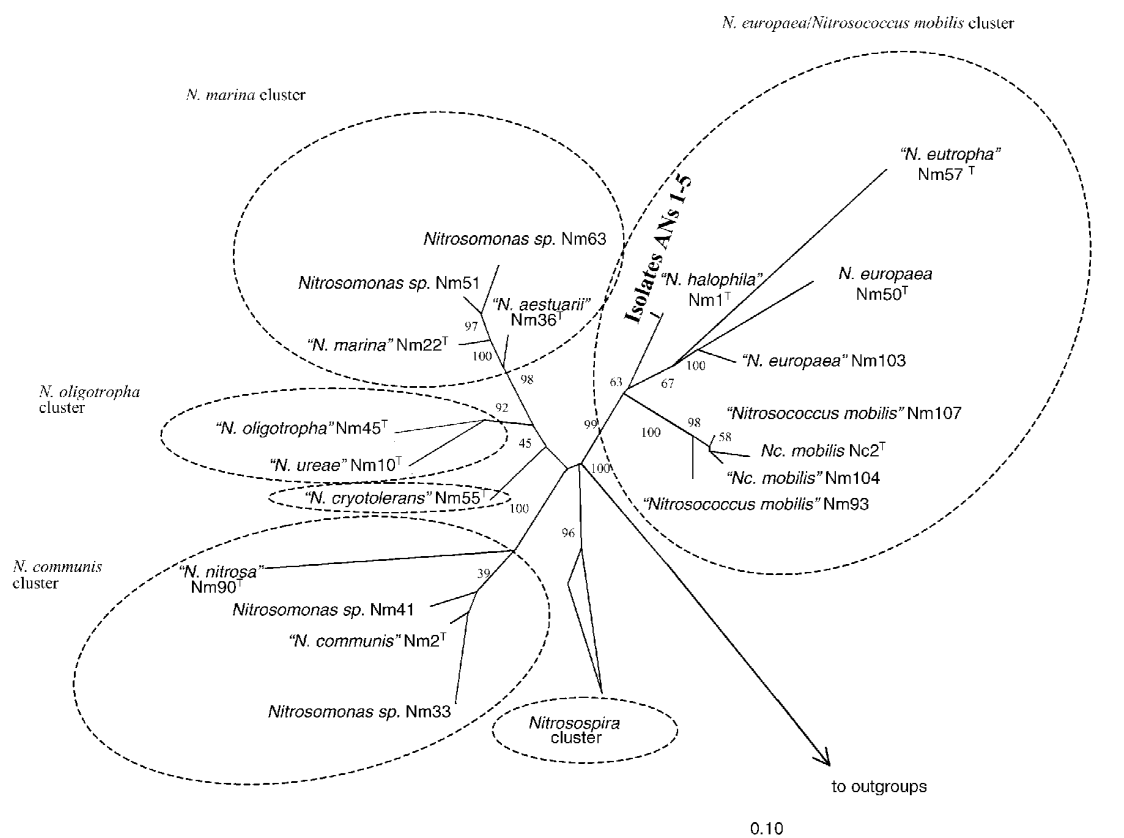 N. europaea/Nitrosococcus mobilis cluster
N. marina cluster
"N. eutropha"
Nm57 T
Isolates ANs 1-5
Nitrosomonas sp. Nm63
Nitrosomonas sp. Nm51
"N. halophila"
Nm1T
N. europaea
Nm50T
"N. aestuarii"
Nm36T
97
"N. marina" Nm22T
100
"N. europaea" Nm103
100
98
63
67
N. oligotropha
cluster
92
"Nitrosococcus mobilis" Nm107
"N. oligotropha" Nm45T
99
98
100
58
45
Nc. mobilis Nc2T
"N. ureae" Nm10T
100
"Nc. mobilis" Nm104
"N. cryotolerans" Nm55T
100
"Nitrosococcus mobilis" Nm93
96
N. communis
cluster
"N. nitrosa"
Nm90T
39
Nitrosomonas sp. Nm41
"N. communis" Nm2T
Nitrosomonas sp. Nm33
Nitrosospira
cluster
to outgroups
0.10